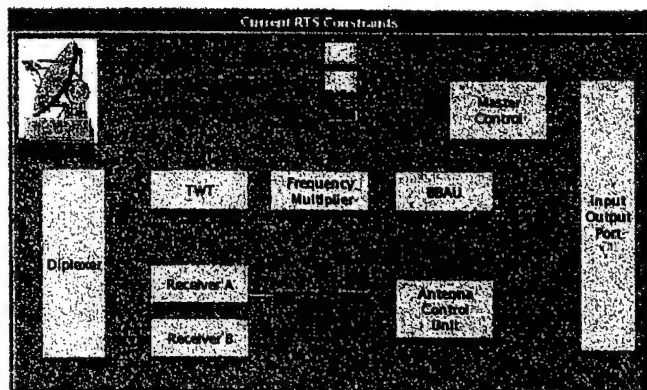 Current RTS Constraints
Master
Control
TWT
Frequency
Multiplier
BBAU
Input
Output
Port
Diplexer
Receiver A
Antenna
Control
Unit
Receiver B